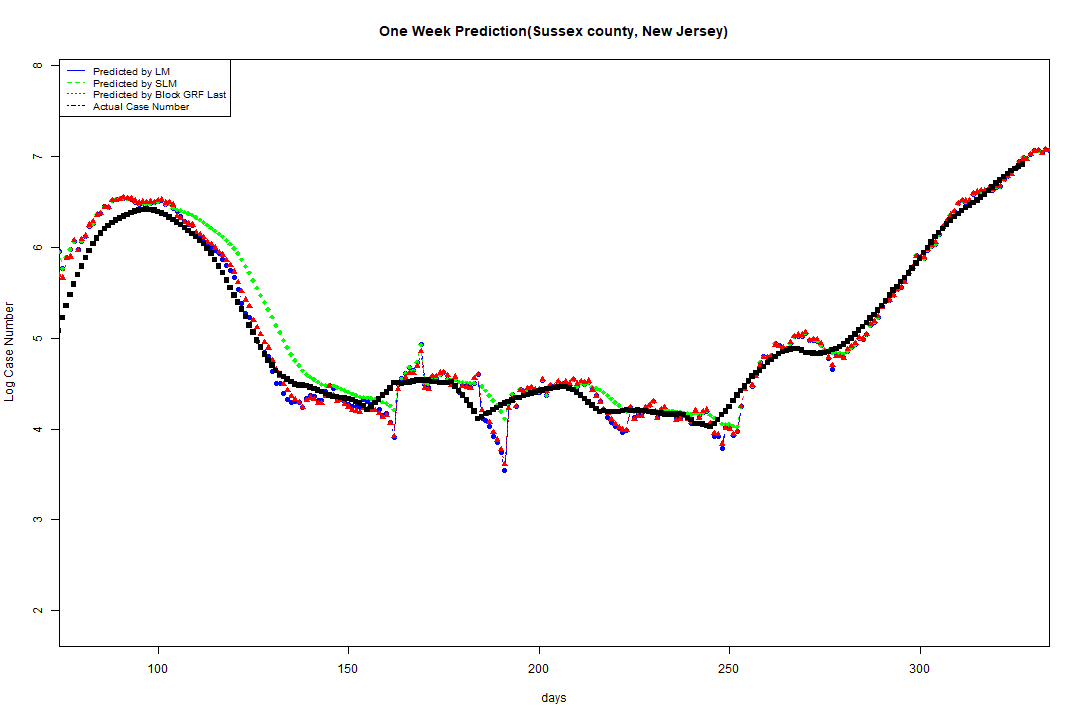 One Week Prediction(Sussex county, New Jersey)
Predicted by LM
Predicted by SLM
Predicted by Block GRF Last
Actual Case Number
8
7
6
5
4
3
2
Log Case Number
100 150 200 250 300
days